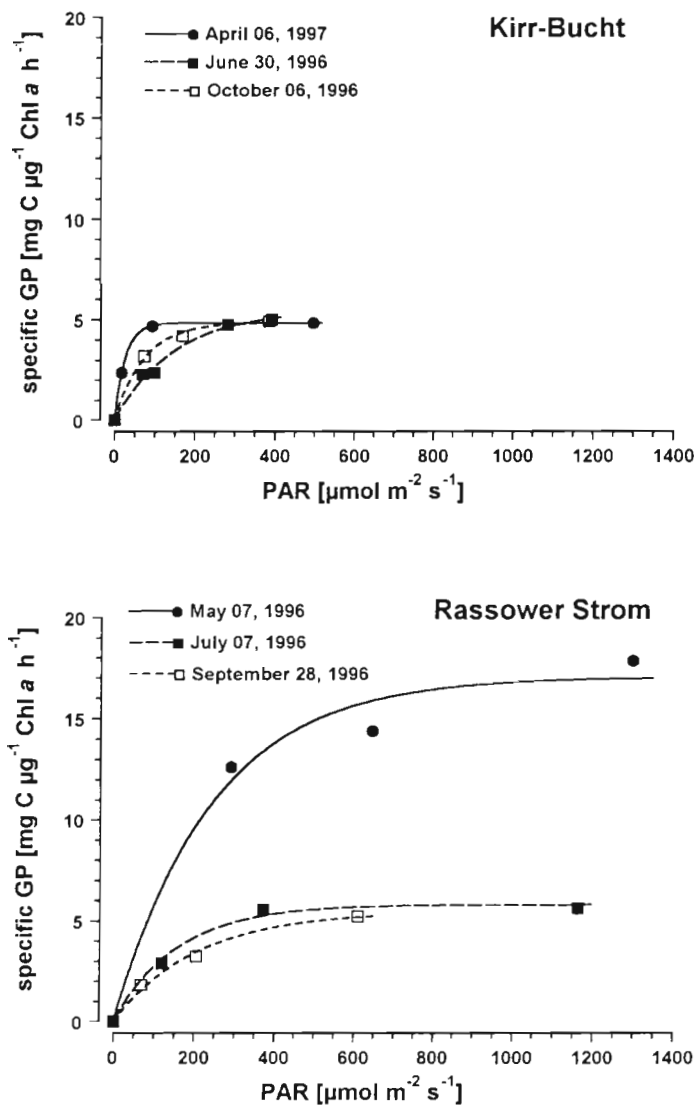 Kirr-Bucht
April 06, 1997
June 30, 1996
October 06, 1996
specific GP [mg C µg⁻¹ Chl a h⁻¹]
20
15
10
5
0
0 200 400 600 800 1000 1200 1400
PAR [µmol m⁻² s⁻¹]
Rassower Strom
May 07, 1996
July 07, 1996
September 28, 1996
specific GP [mg C µg⁻¹ Chl a h⁻¹]
20
15
10
5
0
0 200 400 600 800 1000 1200 1400
PAR [µmol m⁻² s⁻¹]